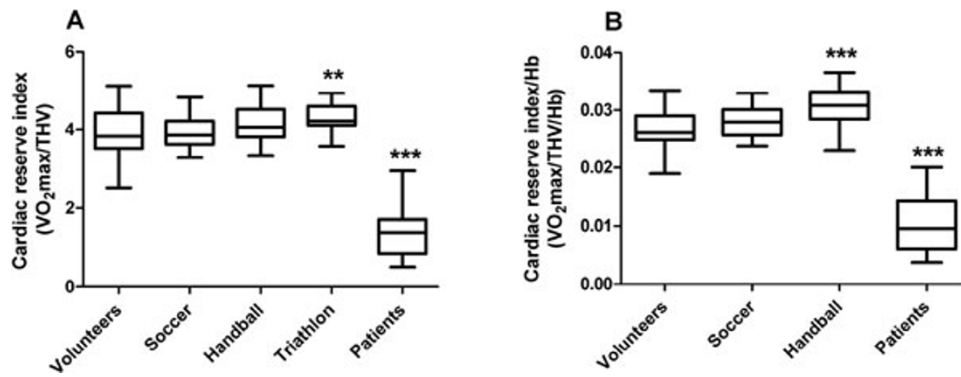 A
Cardiac reserve index
(VO₂max/THV)
6
4
2
0
**
***
Volunteers
Soccer
Handball
Triathlon
Patients
B
Cardiac reserve index/Hb
(VO₂max/THV/Hb)
0.04
0.03
0.02
0.01
0.00
***
***
Volunteers
Soccer
Handball
Patients